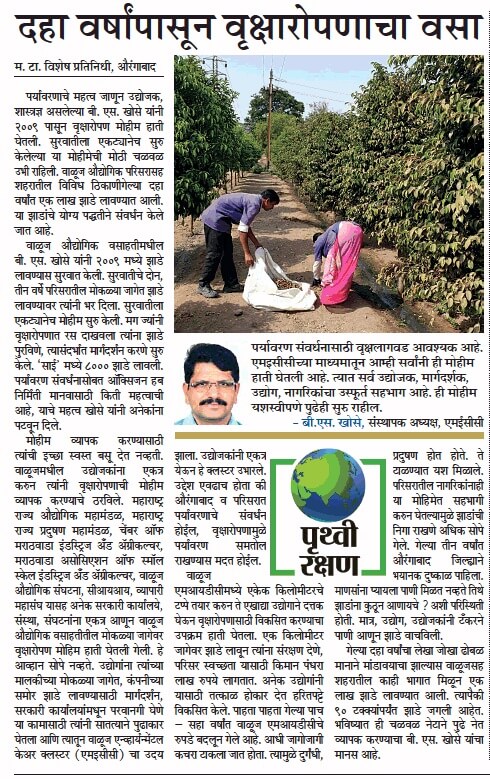 दहा वर्षांपासून वृक्षारोपणाचा वसा
म. टा. विशेष प्रतिनिधी, औरंगाबाद
पर्यावरणाचे महत्व जाणून उद्योजक,
शास्त्रज्ञ असलेल्या बी. एस. खोसे यांनी
२००९ पासून वृक्षारोपण मोहीम हाती
घेतली. सुरवातीला एकट्यानेच सुरु
केलेल्या या मोहीमेची मोठी चळवळ
उभी राहिली. वाळूज औद्योगिक परिसरासह
शहरातील विविध ठिकाणीगेल्या दहा
वर्षांत एक लाख झाडे लावण्यात आली.
या झाडांचे योग्य पद्धतीने संवर्धन केले
जात आहे.
वाळूज औद्योगिक वसाहतीमधील
बी. एस. खोसे यांनी २००९ मध्ये झाडे
लावण्यास सुरवात केली. सुरवातीचे दोन,
तीन वर्षे परिसरातील मोकळ्या जागेत झाडे
लावण्यावर त्यांनी भर दिला. सुरवातीला
एकट्यानेच मोहीम सुरु केली. मग ज्यांनी
वृक्षारोपणात रस दाखवला त्यांना झाडे
पुरविणे, त्यासंदर्भात मार्गदर्शन करणे सुरु
केले. 'साई' मध्ये ८००० झाडे लावली.
पर्यावरण संवर्धनासोबत ऑक्सिजन हब
निर्मिती मानवासाठी किती महत्वाची
आहे, याचे महत्व खोसे यांनी अनेकांना
पटवून दिले.
मोहीम व्यापक करण्यासाठी
त्यांची इच्छा स्वस्त बसू देत नव्हती.
वाळूजमधील उद्योजकांना एकत्र
करुन त्यांनी वृक्षारोपणाची मोहीम
व्यापक करण्याचे ठरविले. महाराष्ट्र
राज्य औद्योगिक महामंडळ, महाराष्ट्र
राज्य प्रदुषण महामंडळ, चेंबर ऑफ
मराठवाडा इंडस्ट्रिज अँड अँग्रीकल्चर,
मराठवाडा असोसिएशन ऑफ स्मॉल
स्केल इंडस्ट्रिज अँड अँग्रीकल्चर, वाळूज
औद्योगिक संघटना, सीआयआय, व्यापारी
महासंघ यासह अनेक सरकारी कार्यालये,
संस्था, संघटनांना एकत्र आणून वाळूज
औद्योगिक वसाहतीतील मोकळ्या जागेवर
वृक्षारोपण मोहिम हाती घेतली गेली. हे
आव्हान सोपे नव्हते. उद्योगांना त्यांच्या
मालकीच्या मोकळ्या जागेत, कंपनीच्या
समोर झाडे लावण्यासाठी मार्गदर्शन,
सरकारी कार्यालयांमधून परवानगी घेणे
या कामासाठी त्यांनी सातत्याने पुढाकार
घेतला आणि त्यातून वाळूज एन्व्हार्यन्मेंटल
केअर क्लस्टर (एमइसीसी) चा उदय
पर्यावरण संवर्धनासाठी वृक्षलागवड आवश्यक आहे.
एमइसीसीच्या माध्यमातून आम्ही सर्वांनी ही मोहीम
हाती घेतली आहे. त्यात सर्व उद्योजक, मार्गदर्शक,
उद्योग, नागरिकांचा उस्फूर्त सहभाग आहे. ही मोहीम
यशस्वीपणे पुढेही सुरु राहील.
- बी.एस. खोसे, संस्थापक अध्यक्ष, एमईसीसी
झाला. उद्योजकांनी एकत्र
येऊन हे क्लस्टर उभारले.
उद्देश एवढाच होता की
औरंगाबाद व परिसरात
पर्यावरणाचे संवर्धन
होईल, वृक्षारोपणामुळे
पर्यावरण समतोल
राखण्यास मदत होईल.
वाळूज
एमआयडीसीमध्ये एकेक किलोमीटरचे
टप्पे तयार करुन ते एखाद्या उद्योगाने दत्तक
घेऊन वृक्षारोपणासाठी विकसित करण्याचा
उपक्रम हाती घेतला. एक किलोमीटर
जागेवर झाडे लावून त्यांना संरक्षण देणे,
परिसर स्वच्छता यासाठी किमान पंधरा
लाख रुपये लागतात. अनेक उद्योगांनी
यासाठी तत्काळ होकार देत हरितपट्टे
विकसित केले. पाहता पाहता गेल्या पाच
– सहा वर्षांत वाळूज एमआयडीसीचे
रुपडे बदलून गेले आहे. आधी जागोजागी
कचरा टाकला जात होता. त्यामुळे दुर्गंधी,
पृथ्वी
रक्षण
प्रदुषण होत होते. ते
टाळण्यात यश मिलाले.
परिसरातील नागरिकांनाही
या मोहिमेत सहभागी
करुन घेतल्यामुळे झाडांची
निगा राखणे अधिक सोपे
गेले. गेल्या तीन वर्षांत
औरंगाबाद जिल्ह्याने
भयानक दुष्काळ पाहिला.
माणसांना प्यायला पाणी मिळत नव्हते तिथे
झाडांना कुठून आणायचे ? अशी परिस्थिती
होती. मात्र, उद्योग, उद्योजकांनी टँकरने
पाणी आणून झाडे वाचविली.
गेल्या दहा वर्षांचा लेखा जोखा ढोबळ
मानाने मांडावयाचा झाल्यास वाळूजसह
शहरातील काही भागात मिळून एक
लाख झाडे लावण्यात आली. त्यापैकी
९० टक्क्यांपर्यंत झाडे जगली आहेत.
भविष्यात ही चळवळ नेटाने पुढे नेत
व्यापक करण्याचा बी. एस. खोसे यांचा
मानस आहे.